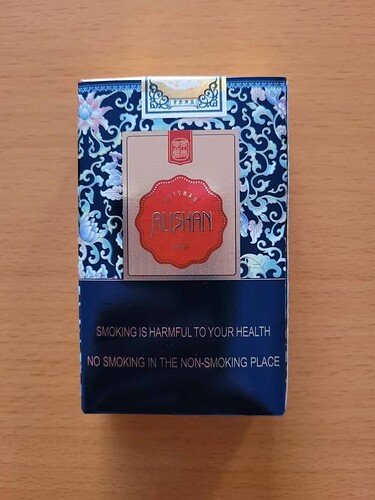 ALISHAN
SMOKING IS HARMFUL TO YOUR HEALTH
NO SMOKING IN THE NON-SMOKING PLACE